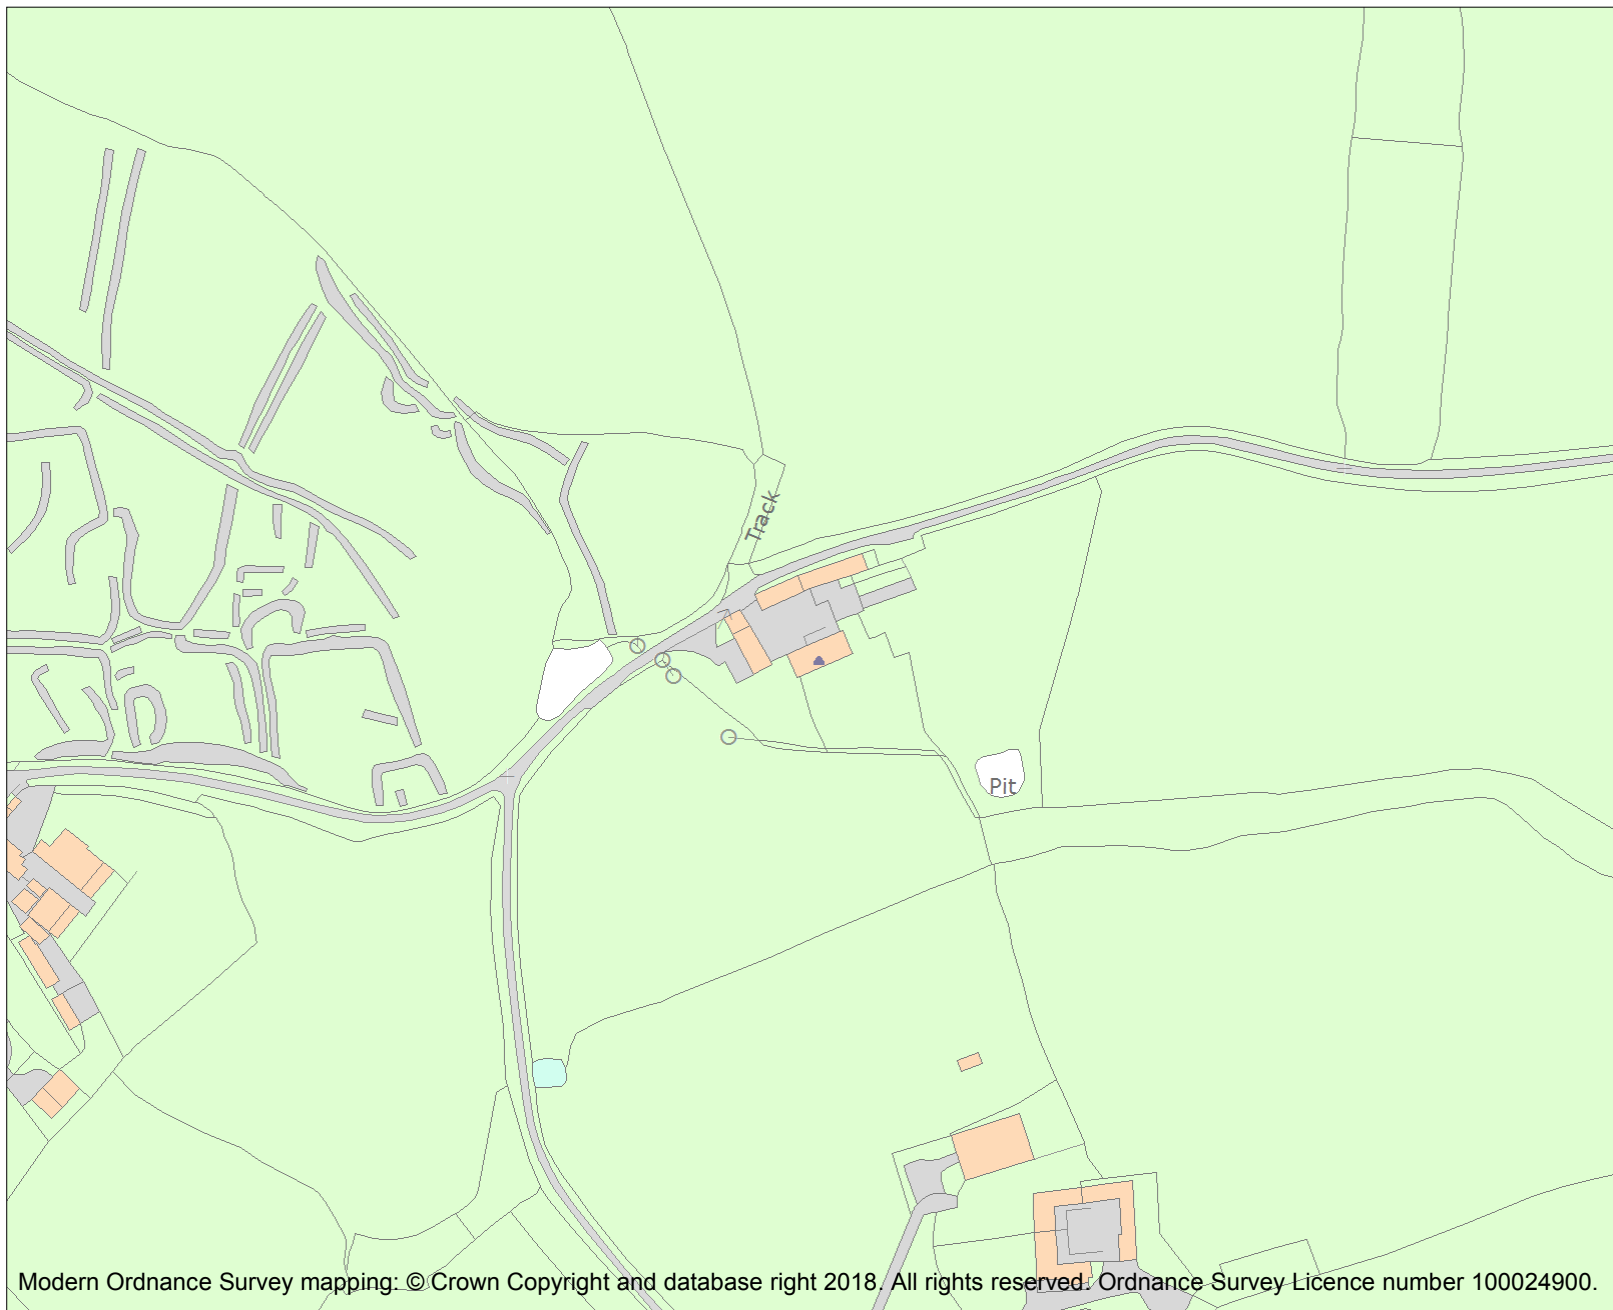 Track
Pit
Modern Ordnance Survey mapping: © Crown Copyright and database right 2018. All rights reserved. Ordnance Survey Licence number 100024900.